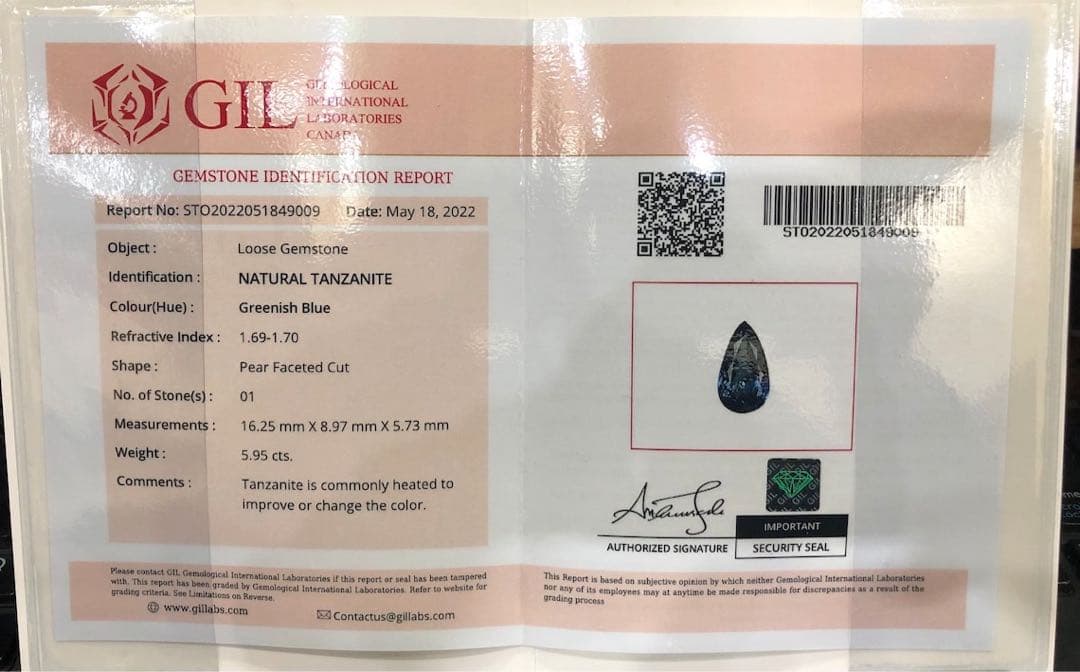 GIL
GEMOLOGICAL
INTERNATIONAL
LABORATORIES
CANADA
GEMSTONE IDENTIFICATION REPORT
Report No: STO2022051849009 Date: May 18, 2022
Object : Loose Gemstone
Identification : NATURAL TANZANITE
Colour(Hue) : Greenish Blue
Refractive Index : 1.69-1.70
Shape : Pear Faceted Cut
No. of Stone(s) : 01
Measurements : 16.25 mm X 8.97 mm X 5.73 mm
Weight : 5.95 cts.
Comments : Tanzanite is commonly heated to
improve or change the color.
Please contact GIL Gemological International Laboratories if this report or seal has been tampered
with. This report has been graded by Gemological International Laboratories. Refer to website for
grading criteria. See Limitations on Reverse.
www.gillabs.com
Contactus@gillabs.com
STO2022051849009
GIL
AUTHORIZED SIGNATURE
IMPORTANT
SECURITY SEAL
This Report is based on subjective opinion by which neither Gemological International Laboratories
nor any of its employees may at anytime be made responsible for discrepancies as a result of the
grading process